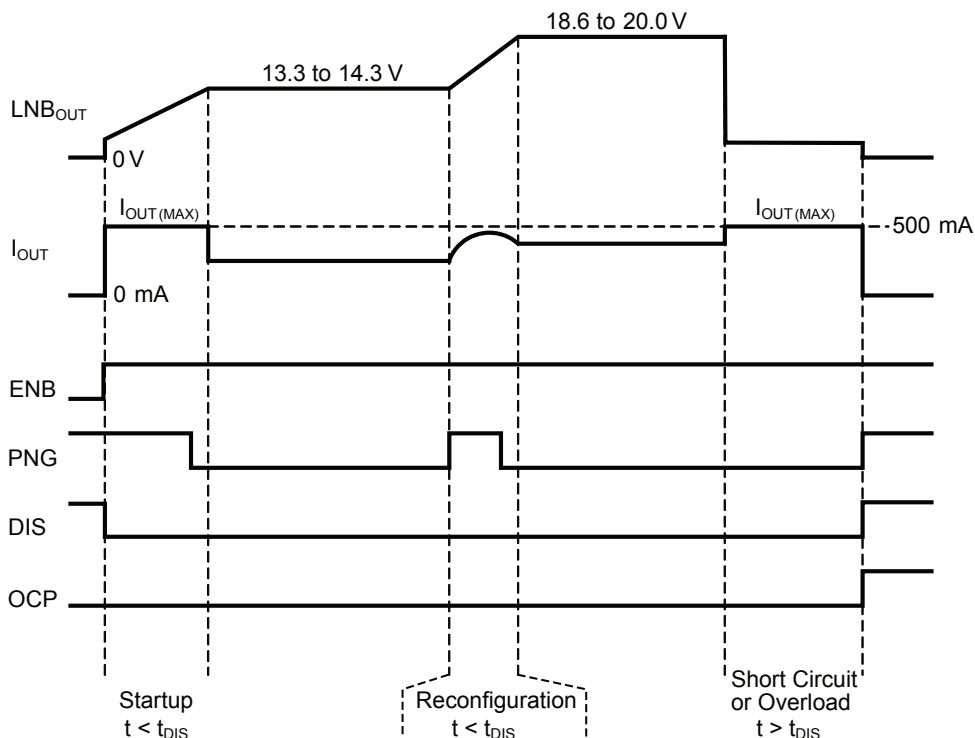 18.6 to 20.0 V
13.3 to 14.3 V
LNBOUT
0 V
IOUT(MAX)
IOUT(MAX)
500 mA
IOUT
0 mA
ENB
PNG
DIS
OCP
Startup
t < tDIS
Reconfiguration
t < tDIS
Short Circuit
or Overload
t > tDIS